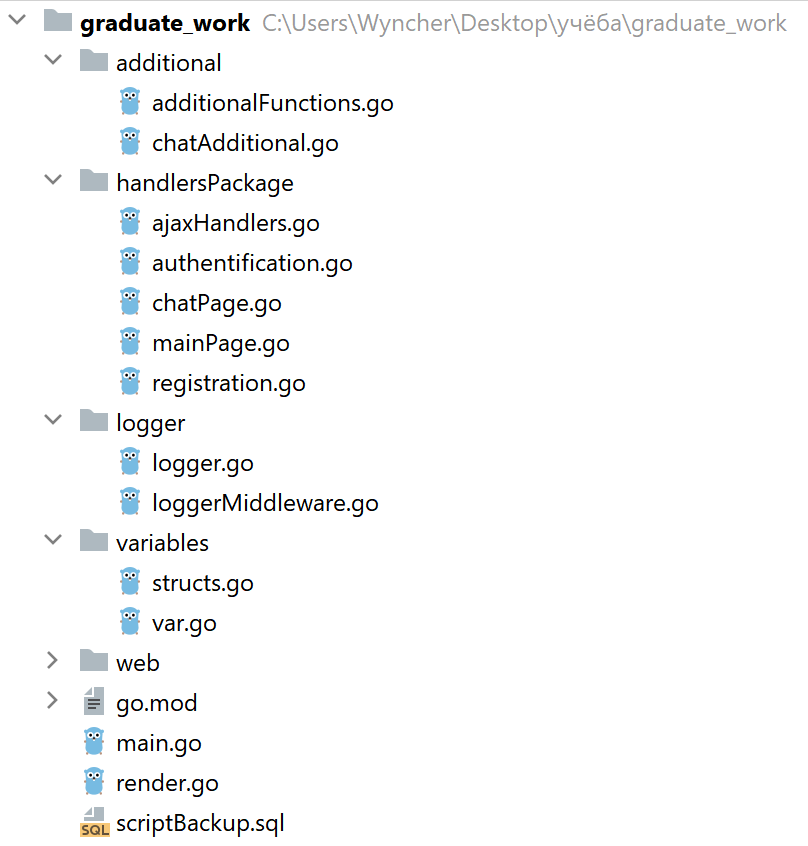 graduate_work C:\Users\Wyncher\Desktop\учёба\graduate_work
additional
additionalFunctions.go
chatAdditional.go
handlersPackage
ajaxHandlers.go
authentification.go
chatPage.go
mainPage.go
registration.go
logger
logger.go
loggerMiddleware.go
variables
structs.go
var.go
web
go.mod
main.go
render.go
SQL scriptBackup.sql